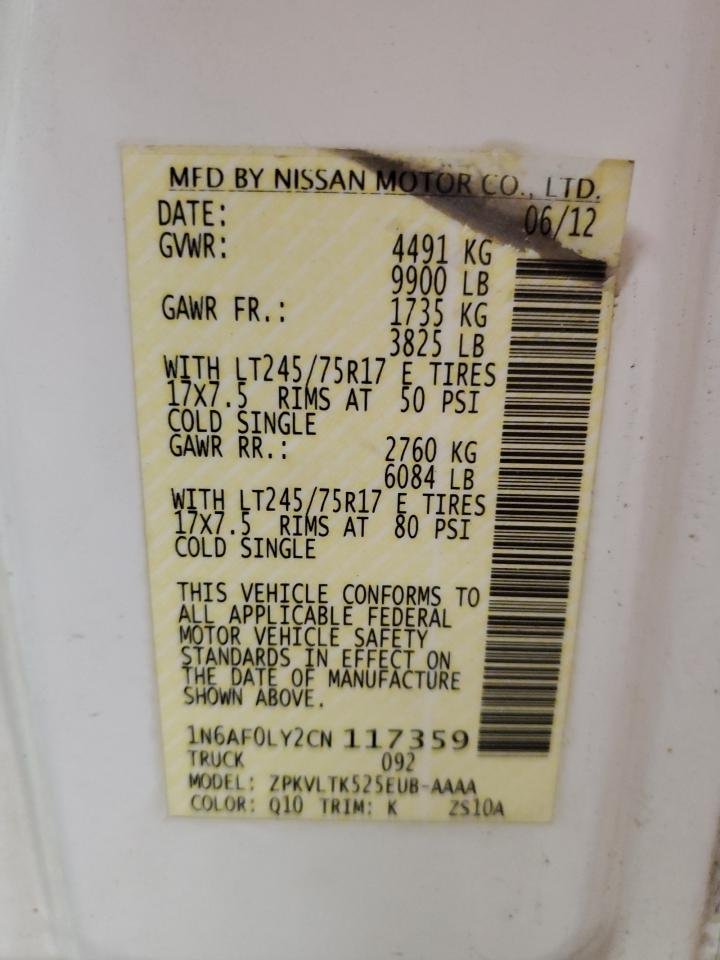 MFD BY NISSAN MOTOR CO., LTD.
DATE: 06/12
GVWR: 4491 KG
9900 LB
GAWR FR.: 1735 KG
3825 LB
WITH LT245/75R17 E TIRES
17X7.5 RIMS AT 50 PSI
COLD SINGLE
GAWR RR.: 2760 KG
6084 LB
WITH LT245/75R17 E TIRES
17X7.5 RIMS AT 80 PSI
COLD SINGLE
THIS VEHICLE CONFORMS TO
ALL APPLICABLE FEDERAL
MOTOR VEHICLE SAFETY
STANDARDS IN EFFECT ON
THE DATE OF MANUFACTURE
SHOWN ABOVE.
1N6AF0LY2CN 117359
TRUCK 092
MODEL: ZPKVLTK525EUB-AAAA
COLOR: Q10 TRIM: K ZS10A